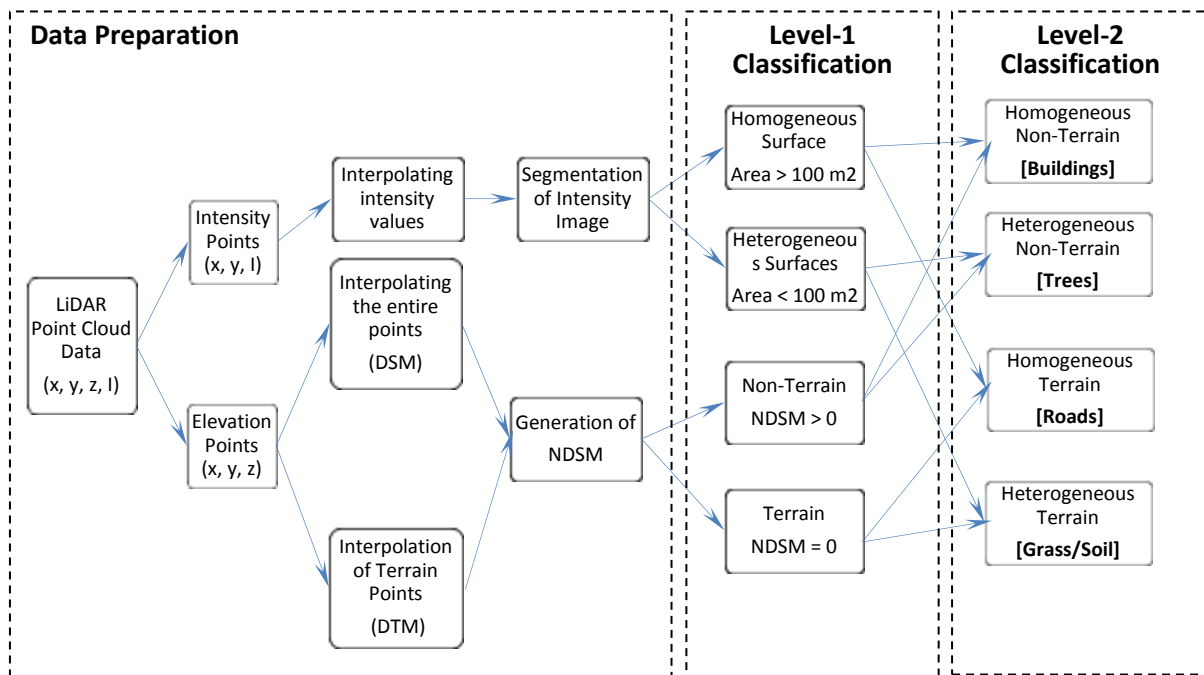 Data Preparation
LiDAR
Point Cloud
Data
(x, y, z, I)
Intensity
Points
(x, y, I)
Elevation
Points
(x, y, z)
Interpolating
intensity
values
Interpolating
the entire
points
(DSM)
Interpolation
of Terrain
Points
(DTM)
Segmentation
of Intensity
Image
Generation of
NDSM
Level-1
Classification
Homogeneous
Surface
Area > 100 m2
Heterogeneou
s Surfaces
Area < 100 m2
Non-Terrain
NDSM > 0
Terrain
NDSM = 0
Level-2
Classification
Homogeneous
Non-Terrain
[Buildings]
Heterogeneous
Non-Terrain
[Trees]
Homogeneous
Terrain
[Roads]
Heterogeneous
Terrain
[Grass/Soil]